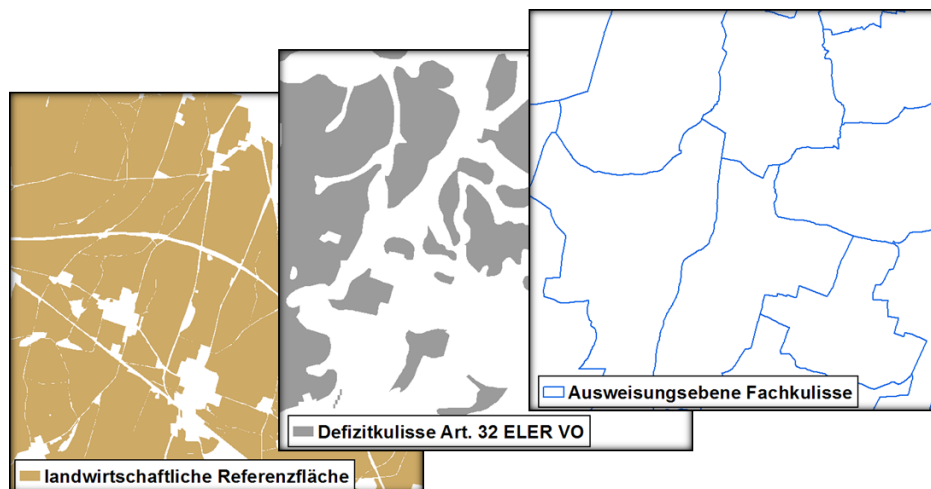 Ausweisungsebene Fachkulisse
Defizitkulisse Art. 32 ELER VO
landwirtschaftliche Referenzfläche